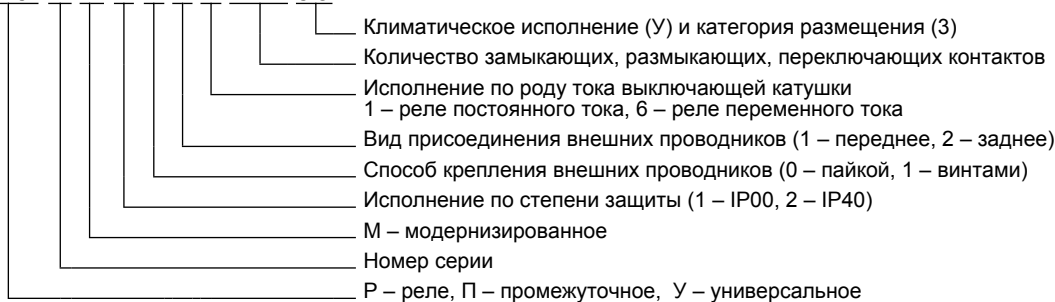 Климатическое исполнение (У) и категория размещения (3)
Количество замыкающих, размыкающих, переключающих контактов
Исполнение по роду тока выключающей катушки
1 – реле постоянного тока, 6 – реле переменного тока
Вид присоединения внешних проводников (1 – переднее, 2 – заднее)
Способ крепления внешних проводников (0 – пайкой, 1 – винтами)
Исполнение по степени защиты (1 – IP00, 2 – IP40)
М – модернизированное
Номер серии
Р – реле, П – промежуточное, У – универсальное